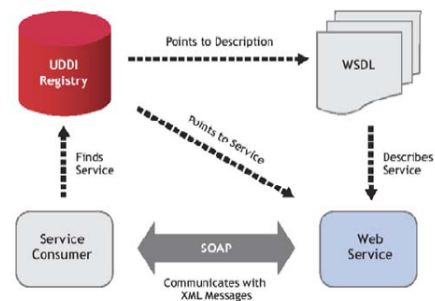 UDDI
Registry
Points to Description
WSDL
Points to Service
Finds
Service
Describes
Service
Service
Consumer
SOAP
Web
Service
Communicates with
XML Messages